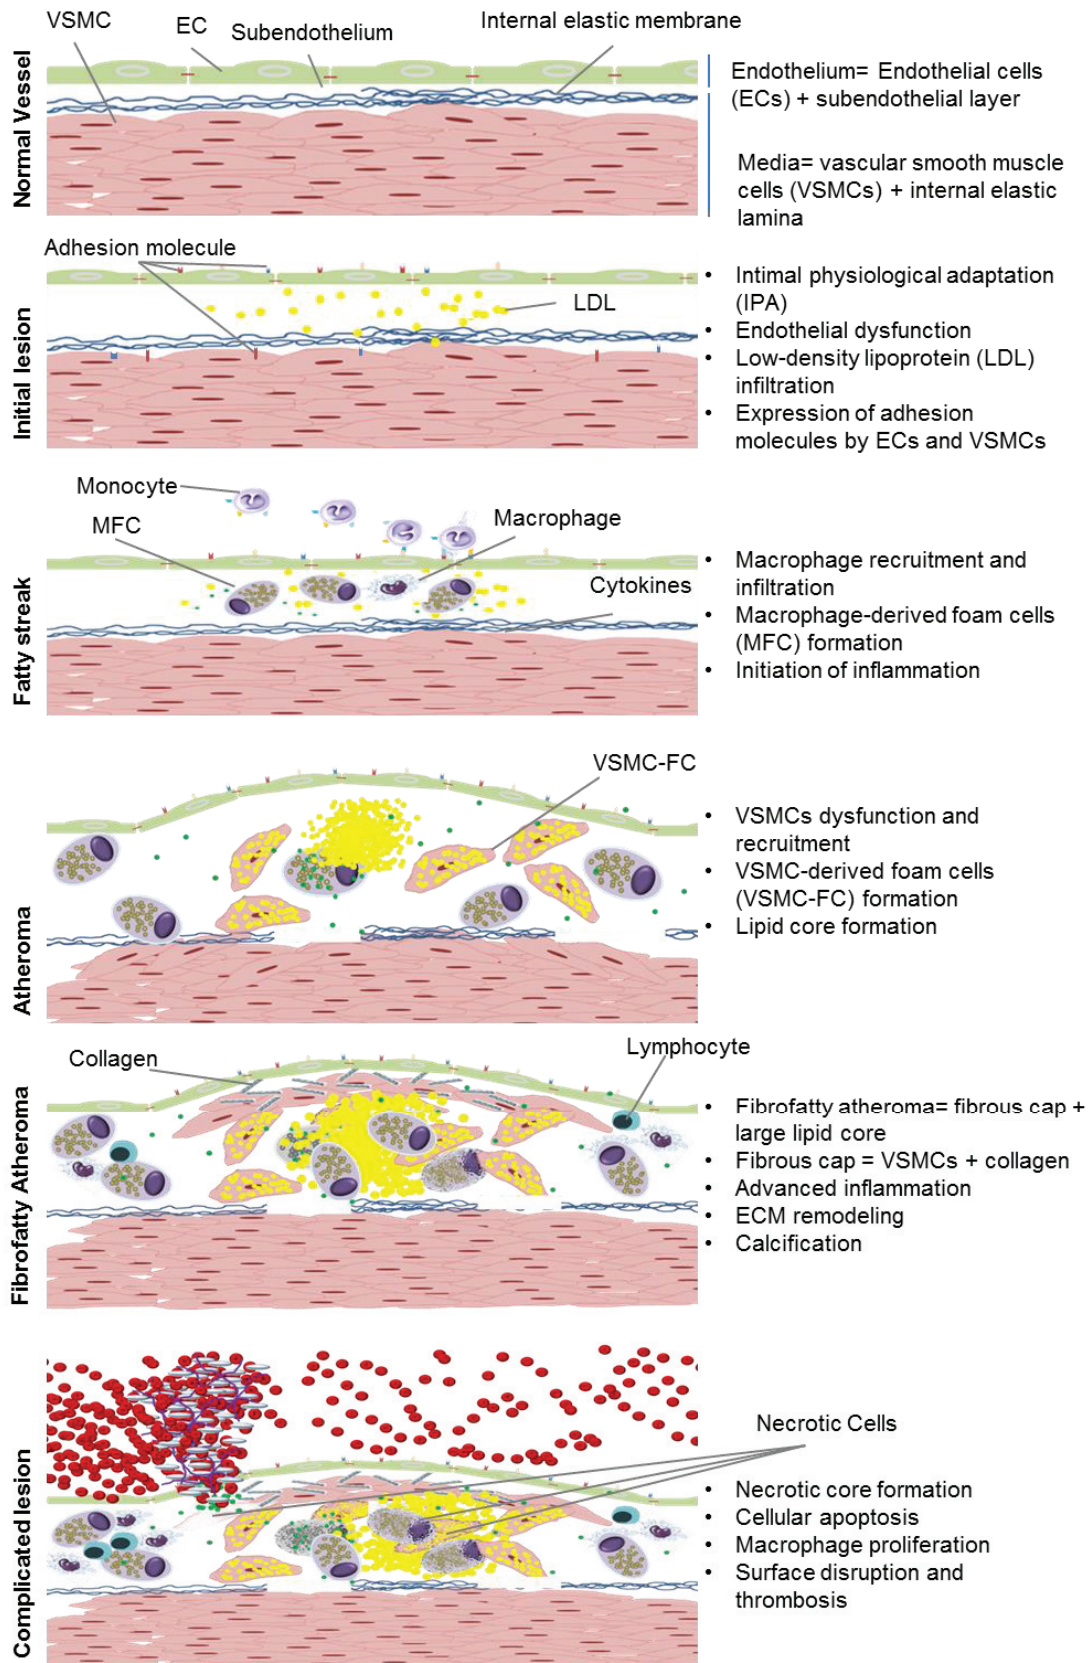 VSMC
EC
Subendothelium
Internal elastic membrane
Normal Vessel
Endothelium= Endothelial cells
(ECs) + subendothelial layer
Media= vascular smooth muscle
cells (VSMCs) + internal elastic
lamina
Adhesion molecule
LDL
Initial lesion
• Intimal physiological adaptation
(IPA)
• Endothelial dysfunction
• Low-density lipoprotein (LDL)
infiltration
• Expression of adhesion
molecules by ECs and VSMCs
Monocyte
MFC
Macrophage
Cytokines
Fatty streak
• Macrophage recruitment and
infiltration
• Macrophage-derived foam cells
(MFC) formation
• Initiation of inflammation
VSMC-FC
Atheroma
• VSMCs dysfunction and
recruitment
• VSMC-derived foam cells
(VSMC-FC) formation
• Lipid core formation
Collagen
Lymphocyte
Fibrofatty Atheroma
• Fibrofatty atheroma= fibrous cap +
large lipid core
• Fibrous cap = VSMCs + collagen
• Advanced inflammation
• ECM remodeling
• Calcification
Necrotic Cells
Complicated lesion
• Necrotic core formation
• Cellular apoptosis
• Macrophage proliferation
• Surface disruption and
thrombosis